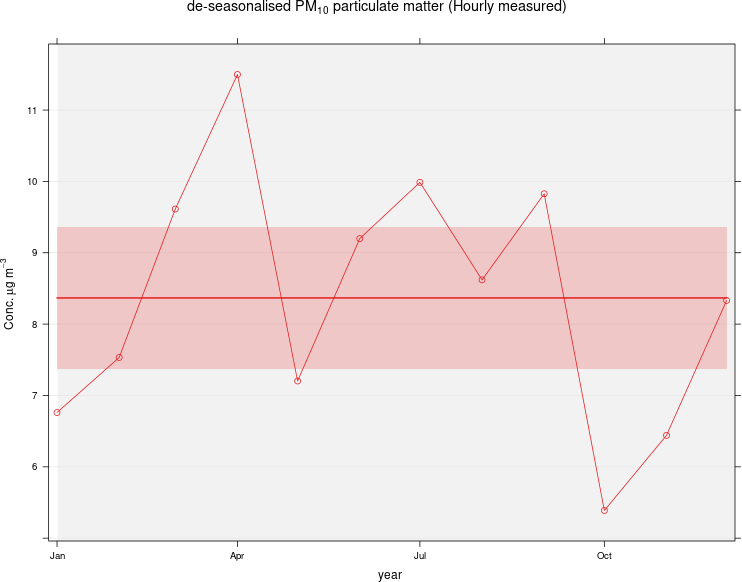 de-seasonalised PM₁₀ particulate matter (Hourly measured)
Conc. µg m⁻³
11
10
9
8
7
6
Jan Apr Jul Oct
year